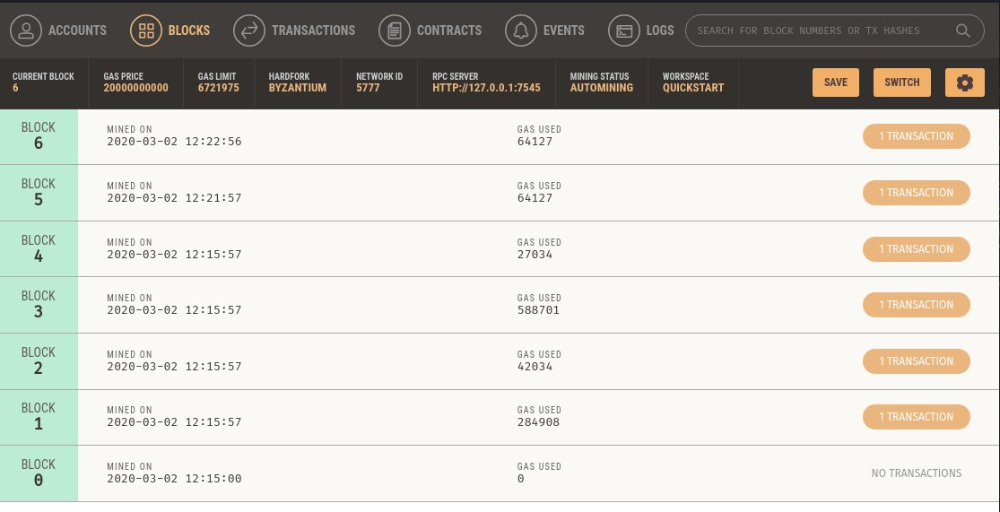 ACCOUNTS BLOCKS TRANSACTIONS CONTRACTS EVENTS LOGS SEARCH FOR BLOCK NUMBERS OR TX HASHES
CURRENT BLOCK GAS PRICE GAS LIMIT HARDFORK NETWORK ID RPC SERVER MINING STATUS WORKSPACE
6 20000000000 6721975 BYZANTIUM 5777 HTTP://127.0.0.1:7545 AUTOMINING QUICKSTART SAVE SWITCH
BLOCK MINED ON GAS USED
6 2020-03-02 12:22:56 64127 1 TRANSACTION
BLOCK MINED ON GAS USED
5 2020-03-02 12:21:57 64127 1 TRANSACTION
BLOCK MINED ON GAS USED
4 2020-03-02 12:15:57 27034 1 TRANSACTION
BLOCK MINED ON GAS USED
3 2020-03-02 12:15:57 588701 1 TRANSACTION
BLOCK MINED ON GAS USED
2 2020-03-02 12:15:57 42034 1 TRANSACTION
BLOCK MINED ON GAS USED
1 2020-03-02 12:15:57 284908 1 TRANSACTION
BLOCK MINED ON GAS USED
0 2020-03-02 12:15:00 0 NO TRANSACTIONS